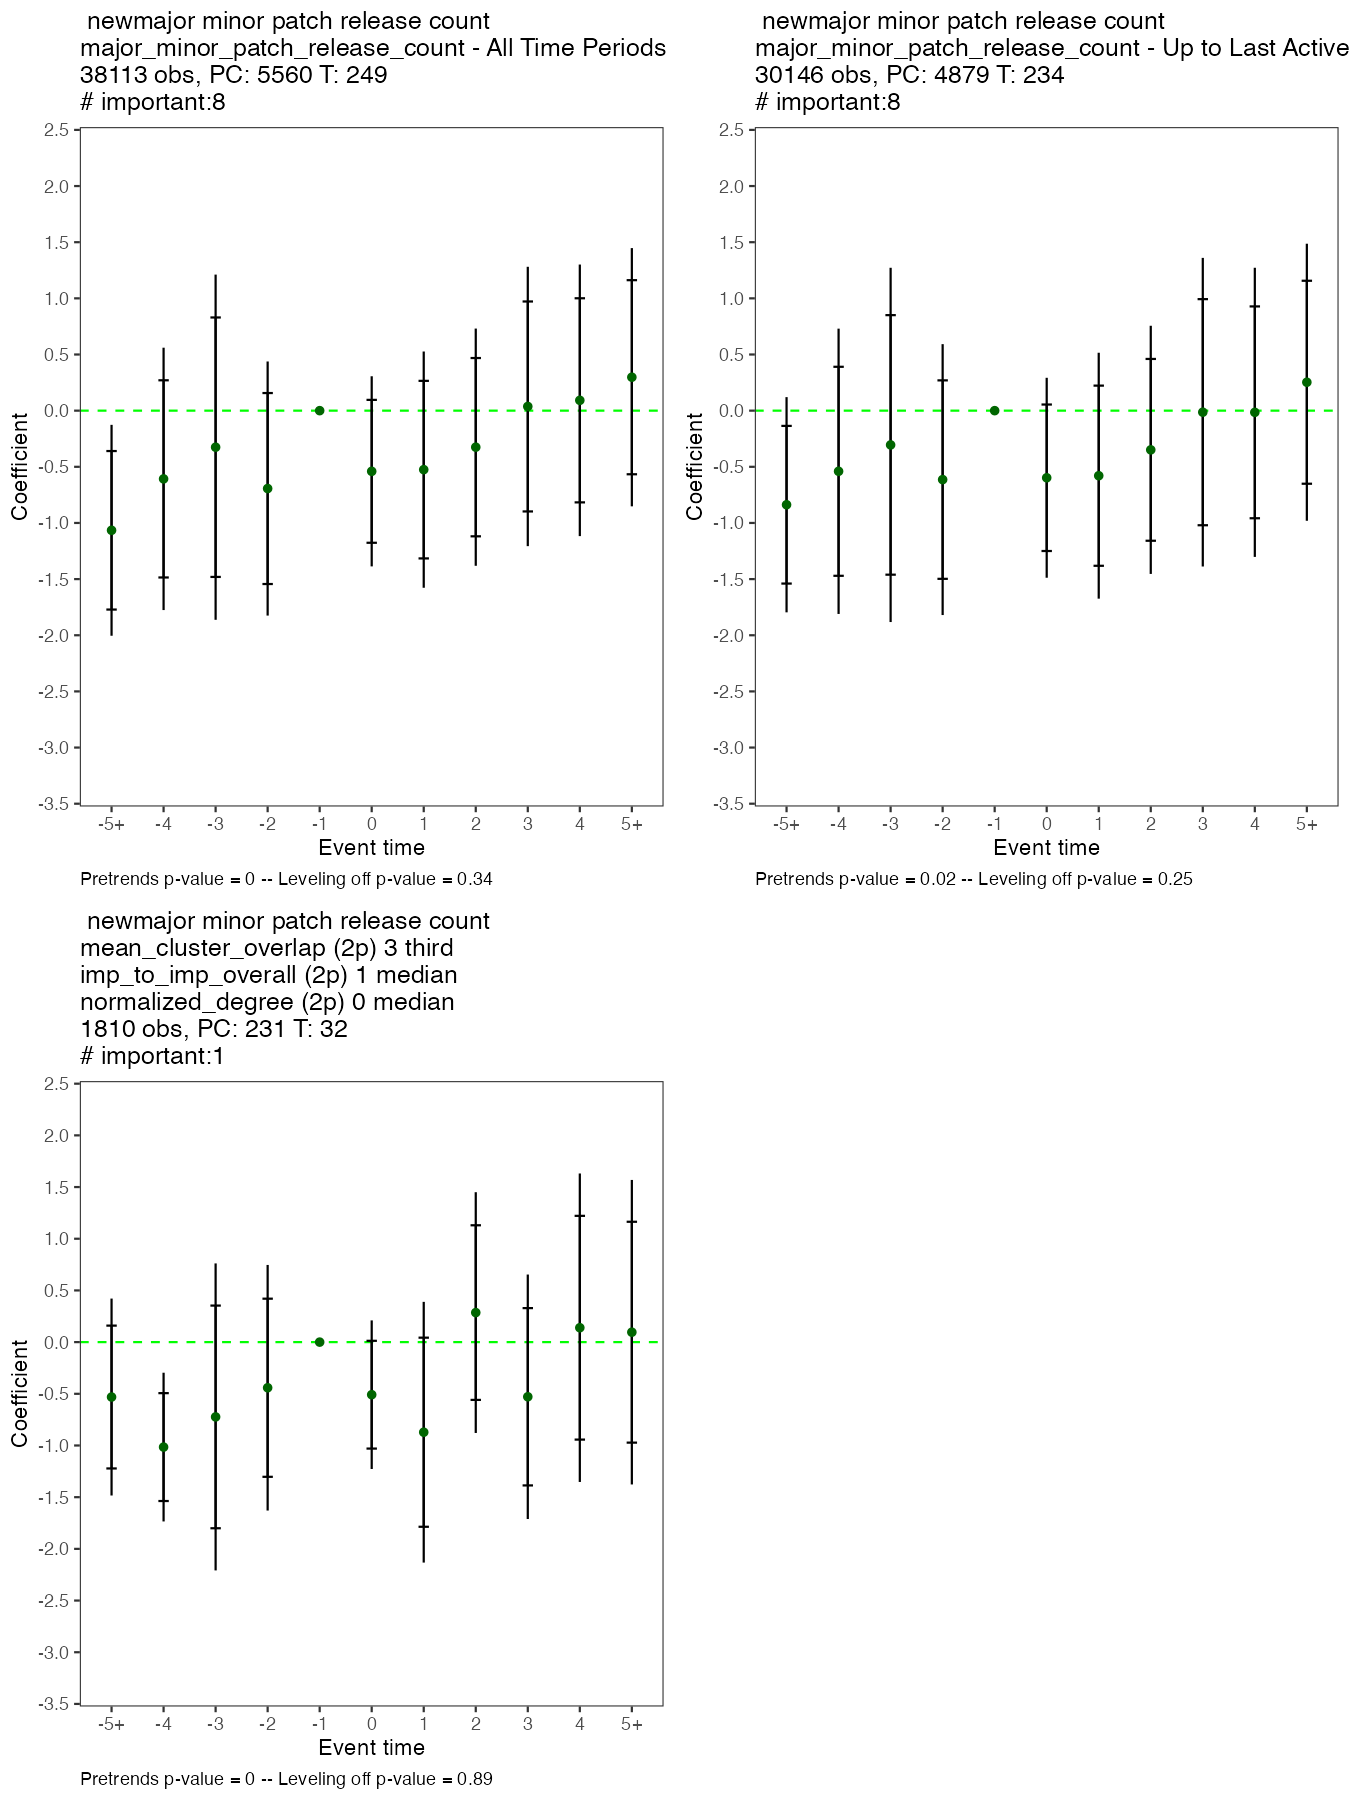 newmajor minor patch release count
major_minor_patch_release_count - All Time Periods
38113 obs, PC: 5560 T: 249
# important:8
2.5
2.0
1.5
1.0
0.5
0.0
-0.5
-1.0
-1.5
-2.0
-2.5
-3.0
-3.5
Coefficient
-5+ -4 -3 -2 -1 0 1 2 3 4 5+
Event time
Pretrends p-value = 0 -- Leveling off p-value = 0.34
newmajor minor patch release count
major_minor_patch_release_count - Up to Last Active
30146 obs, PC: 4879 T: 234
# important:8
2.5
2.0
1.5
1.0
0.5
0.0
-0.5
-1.0
-1.5
-2.0
-2.5
-3.0
-3.5
Coefficient
-5+ -4 -3 -2 -1 0 1 2 3 4 5+
Event time
Pretrends p-value = 0.02 -- Leveling off p-value = 0.25
newmajor minor patch release count
mean_cluster_overlap (2p) 3 third
imp_to_imp_overall (2p) 1 median
normalized_degree (2p) 0 median
1810 obs, PC: 231 T: 32
# important:1
2.5
2.0
1.5
1.0
0.5
0.0
-0.5
-1.0
-1.5
-2.0
-2.5
-3.0
-3.5
Coefficient
-5+ -4 -3 -2 -1 0 1 2 3 4 5+
Event time
Pretrends p-value = 0 -- Leveling off p-value = 0.89